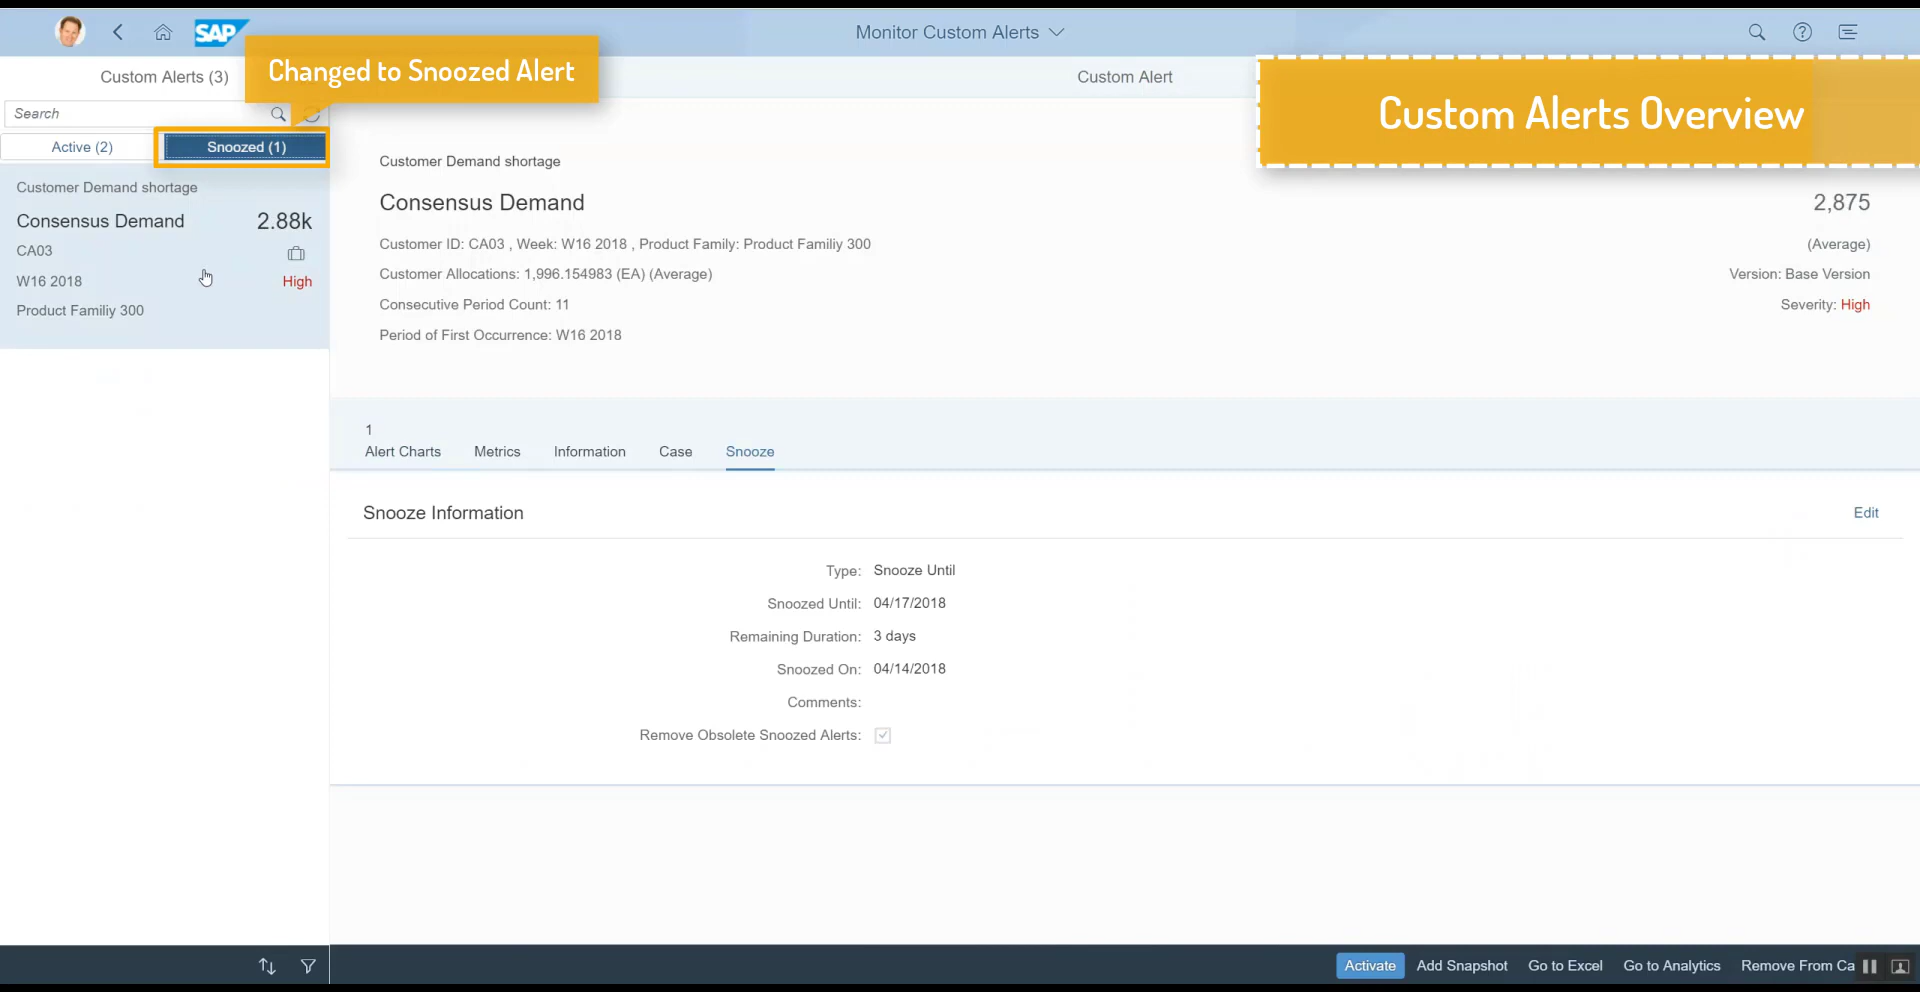 SAP
Monitor Custom Alerts
Custom Alerts (3)
Changed to Snoozed Alert
Custom Alert
Custom Alerts Overview
Search
Active (2)
Snoozed (1)
Customer Demand shortage
Consensus Demand
2.88k
CA03
W16 2018
High
Product Familiy 300
Customer Demand shortage
Consensus Demand
2,875
Customer ID: CA03 , Week: W16 2018 , Product Family: Product Familiy 300
(Average)
Customer Allocations: 1,996.154983 (EA) (Average)
Version: Base Version
Consecutive Period Count: 11
Severity: High
Period of First Occurrence: W16 2018
1
Alert Charts
Metrics
Information
Case
Snooze
Snooze Information
Edit
Type: Snooze Until
Snoozed Until: 04/17/2018
Remaining Duration: 3 days
Snoozed On: 04/14/2018
Comments:
Remove Obsolete Snoozed Alerts:
Activate
Add Snapshot
Go to Excel
Go to Analytics
Remove From Ca